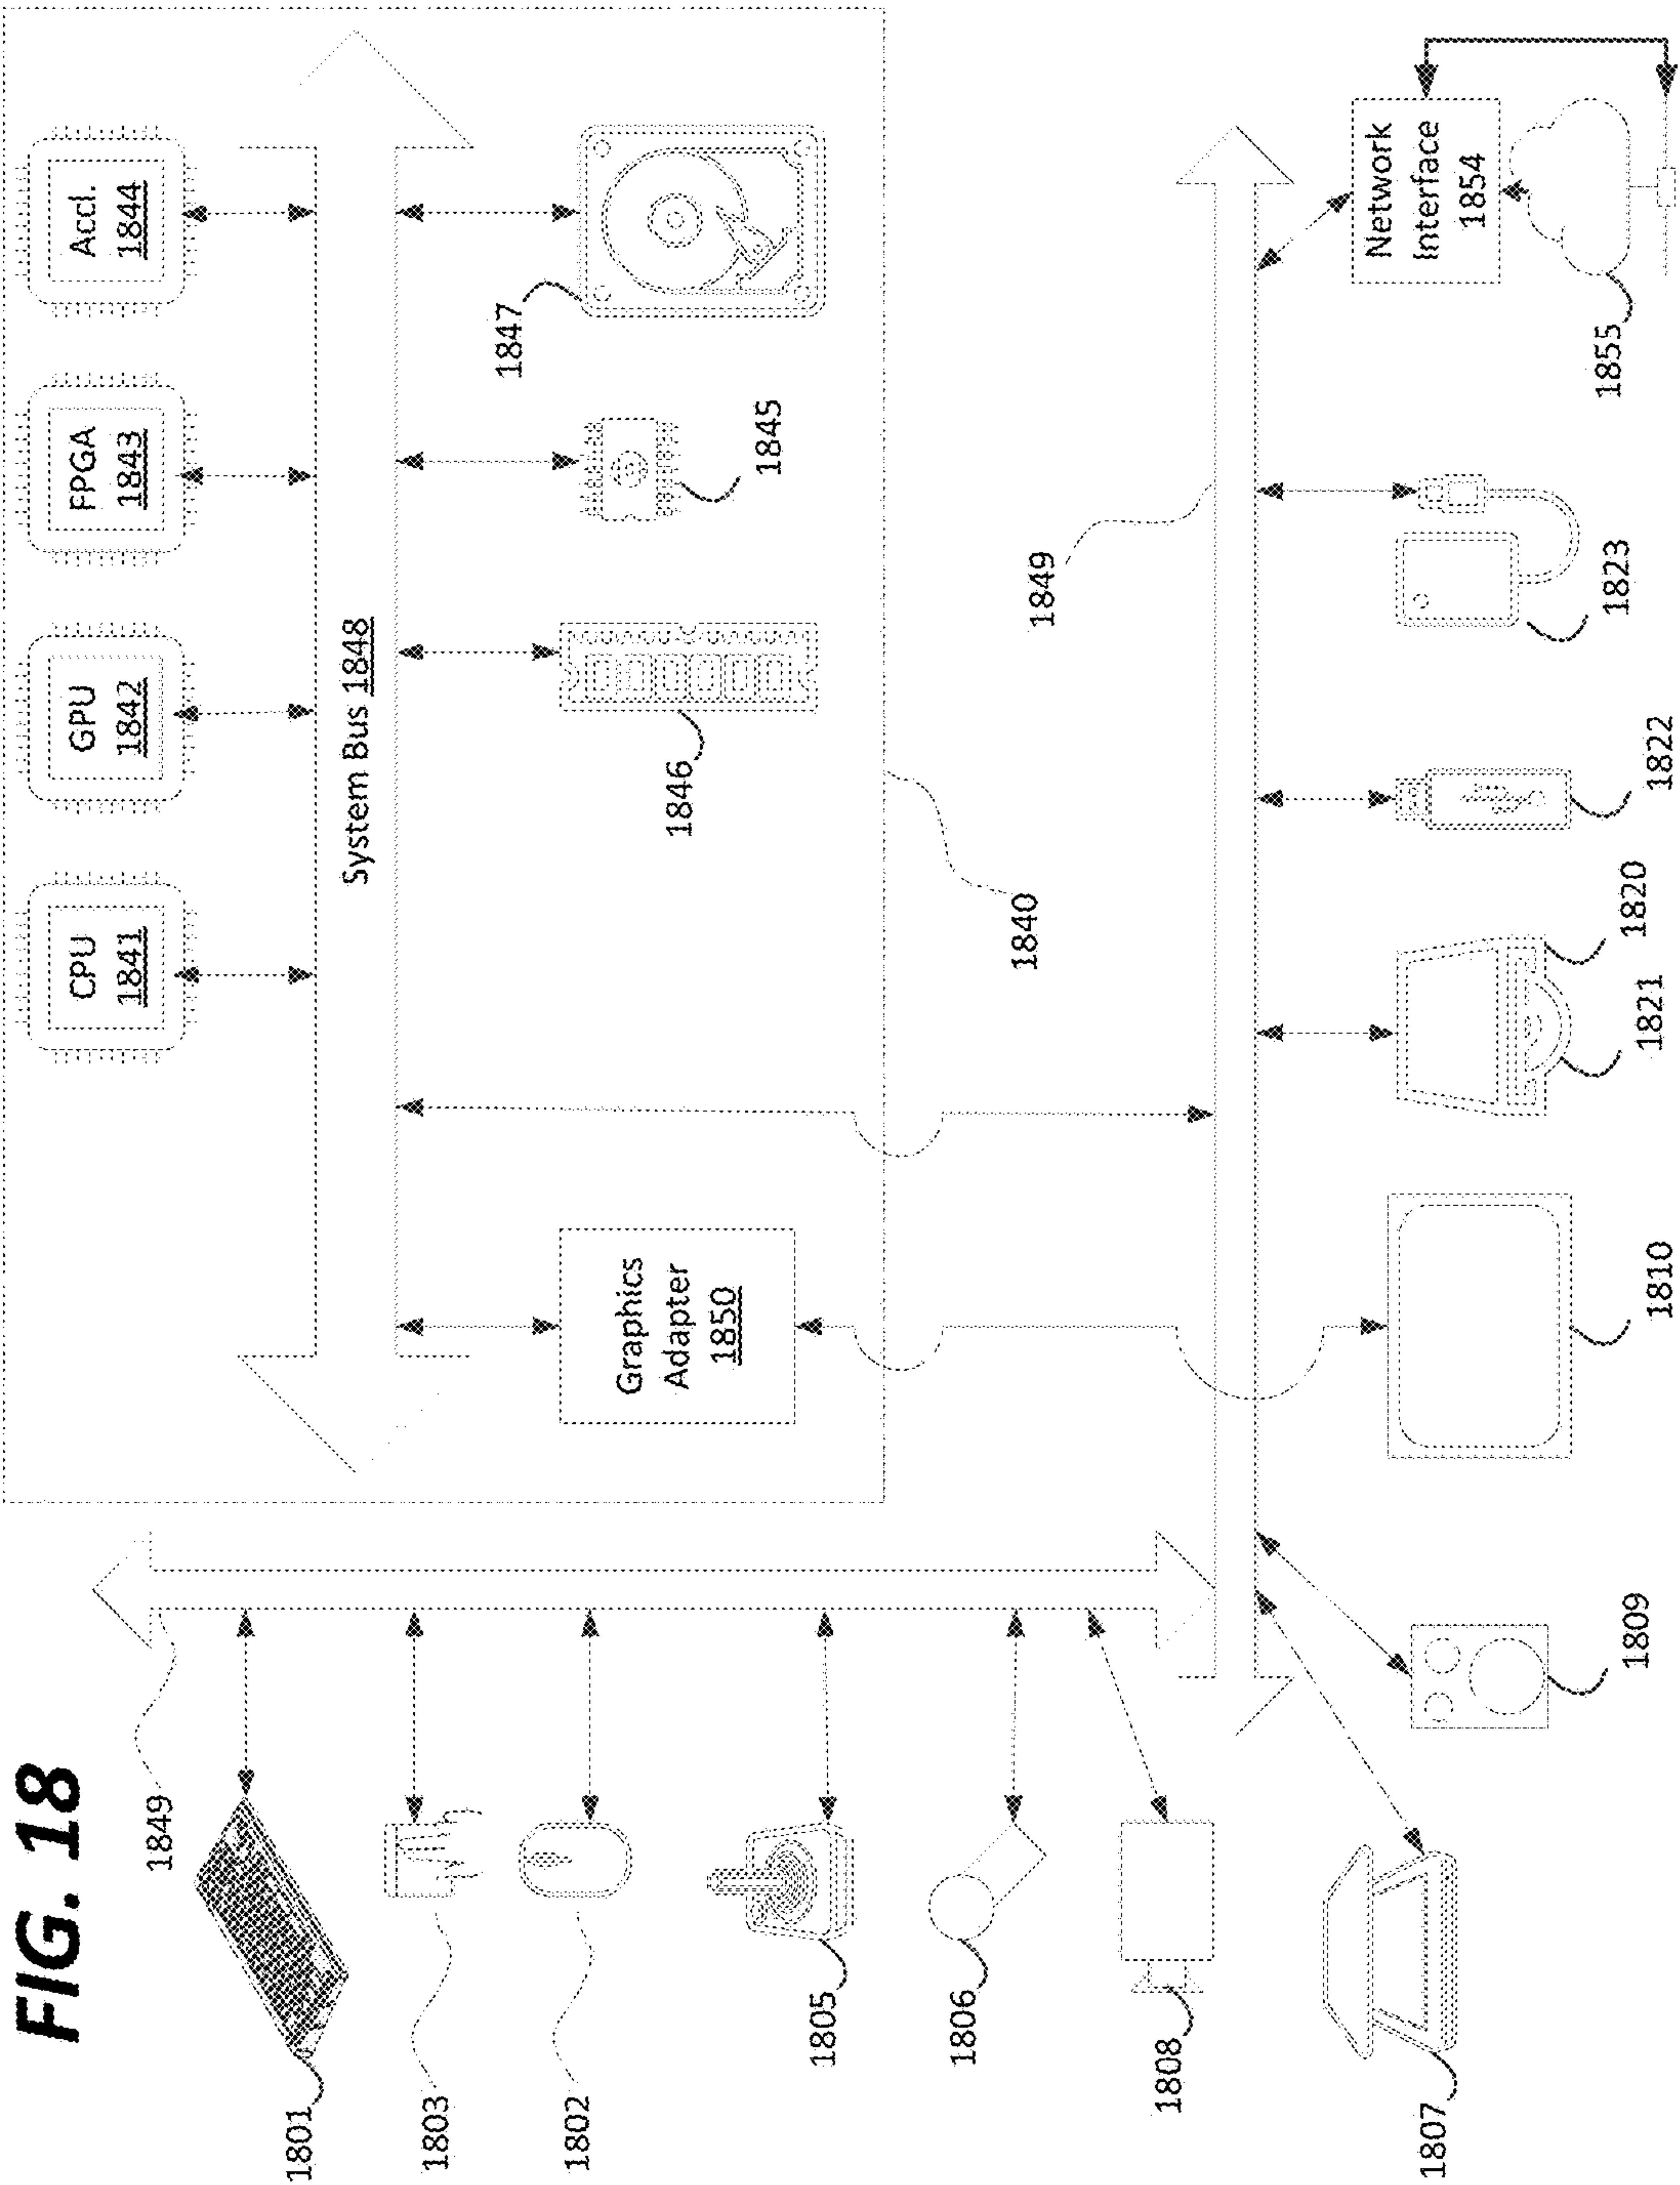 FIG. 18
CPU
1841
GPU
1842
FPGA
1843
Accl.
1844
System Bus 1848
Graphics
Adapter
1850
1846
1845
1847
1840
1849
1849
1801
1803
1802
1805
1806
1808
1807
1809
1810
1821
1820
1822
1823
Network
Interface
1854
1855